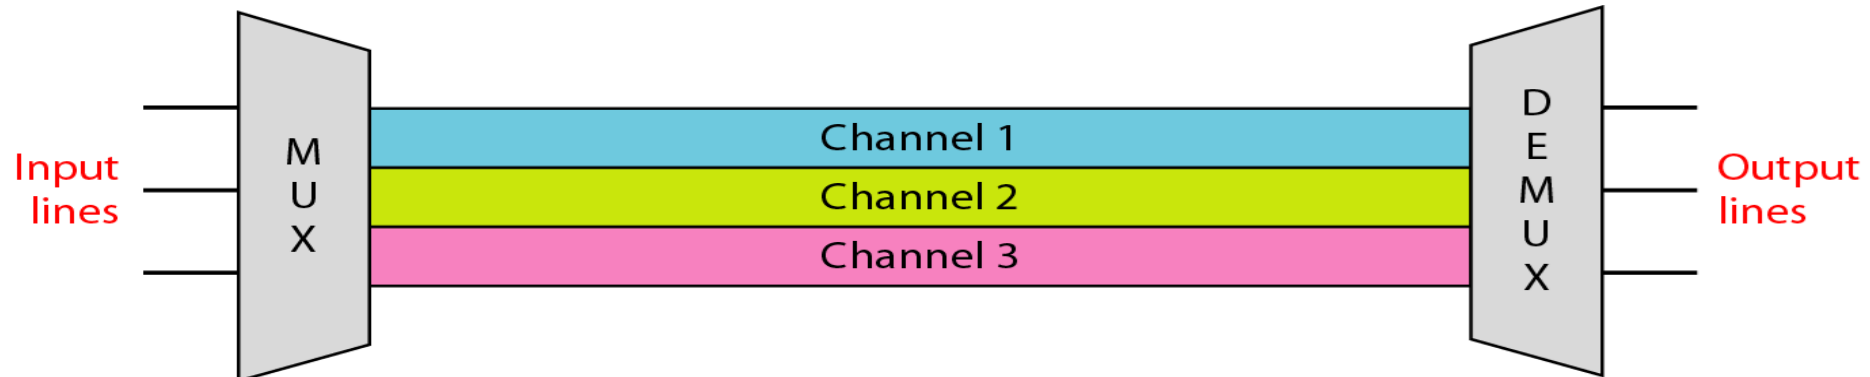 Input
lines
M
U
X
Channel 1
Channel 2
Channel 3
D
E
M
U
X
Output
lines